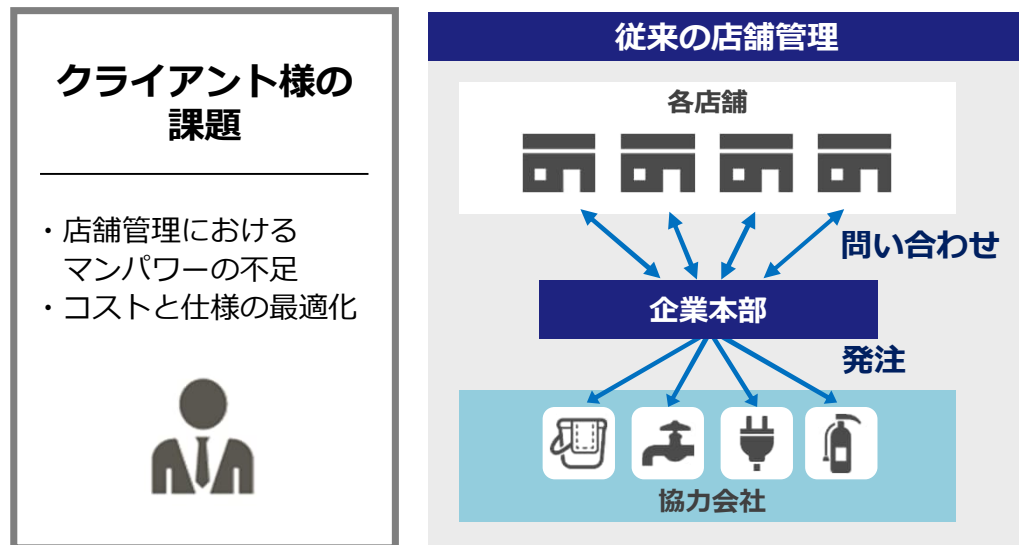 クライアント様の
課題
・店舗管理における
マンパワーの不足
・コストと仕様の最適化
従来の店舗管理
各店舗
問い合わせ
企業本部
発注
協力会社